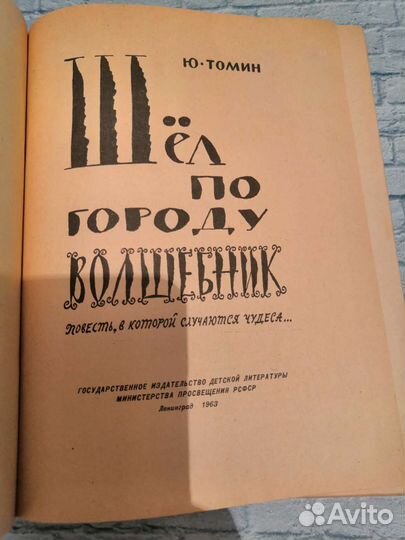 Ю·ТОМИН
Шёл
ПО
ГОРОДУ
ВОЛШЕБНИК
ПОВЕСТЬ, В КОТОРОЙ СЛУЧАЮТСЯ ЧУДЕСА...
ГОСУДАРСТВЕННОЕ ИЗДАТЕЛЬСТВО ДЕТСКОЙ ЛИТЕРАТУРЫ
МИНИСТЕРСТВА ПРОСВЕЩЕНИЯ РСФСР
Ленинград 1963
Avito